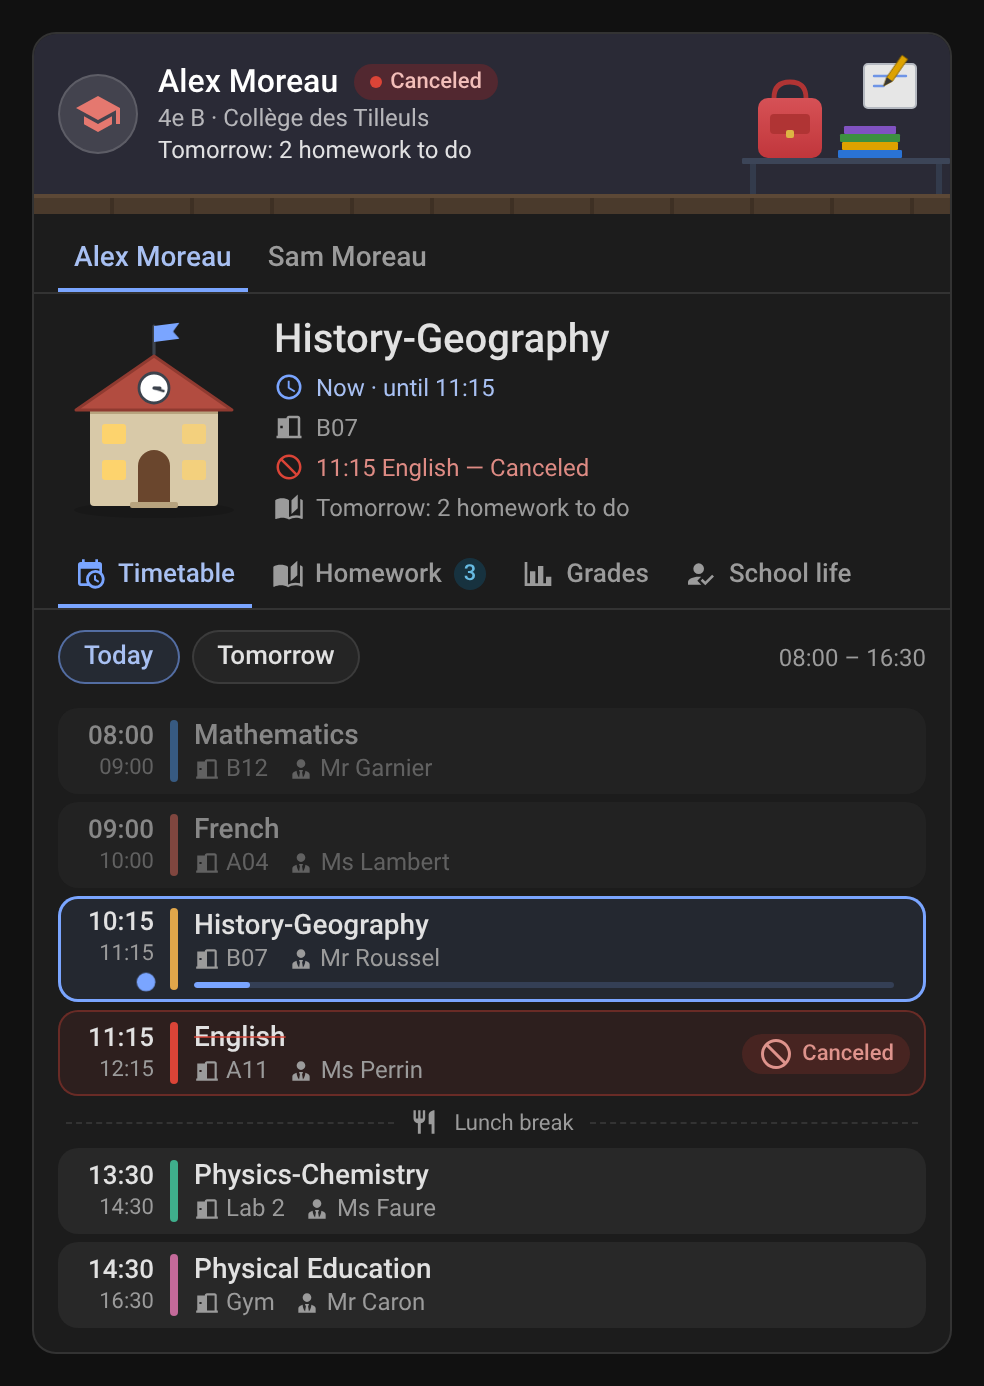 Alex Moreau
Canceled
4e B · Collège des Tilleuls
Tomorrow: 2 homework to do
Alex Moreau
Sam Moreau
History-Geography
Now · until 11:15
B07
11:15 English — Canceled
Tomorrow: 2 homework to do
Timetable
Homework 3
Grades
School life
Today
Tomorrow
08:00 – 16:30
08:00 Mathematics
09:00 B12 Mr Garnier
09:00 French
10:00 A04 Ms Lambert
10:15 History-Geography
11:15 B07 Mr Roussel
11:15 English
12:15 A11 Ms Perrin
Canceled
Lunch break
13:30 Physics-Chemistry
14:30 Lab 2 Ms Faure
14:30 Physical Education
16:30 Gym Mr Caron